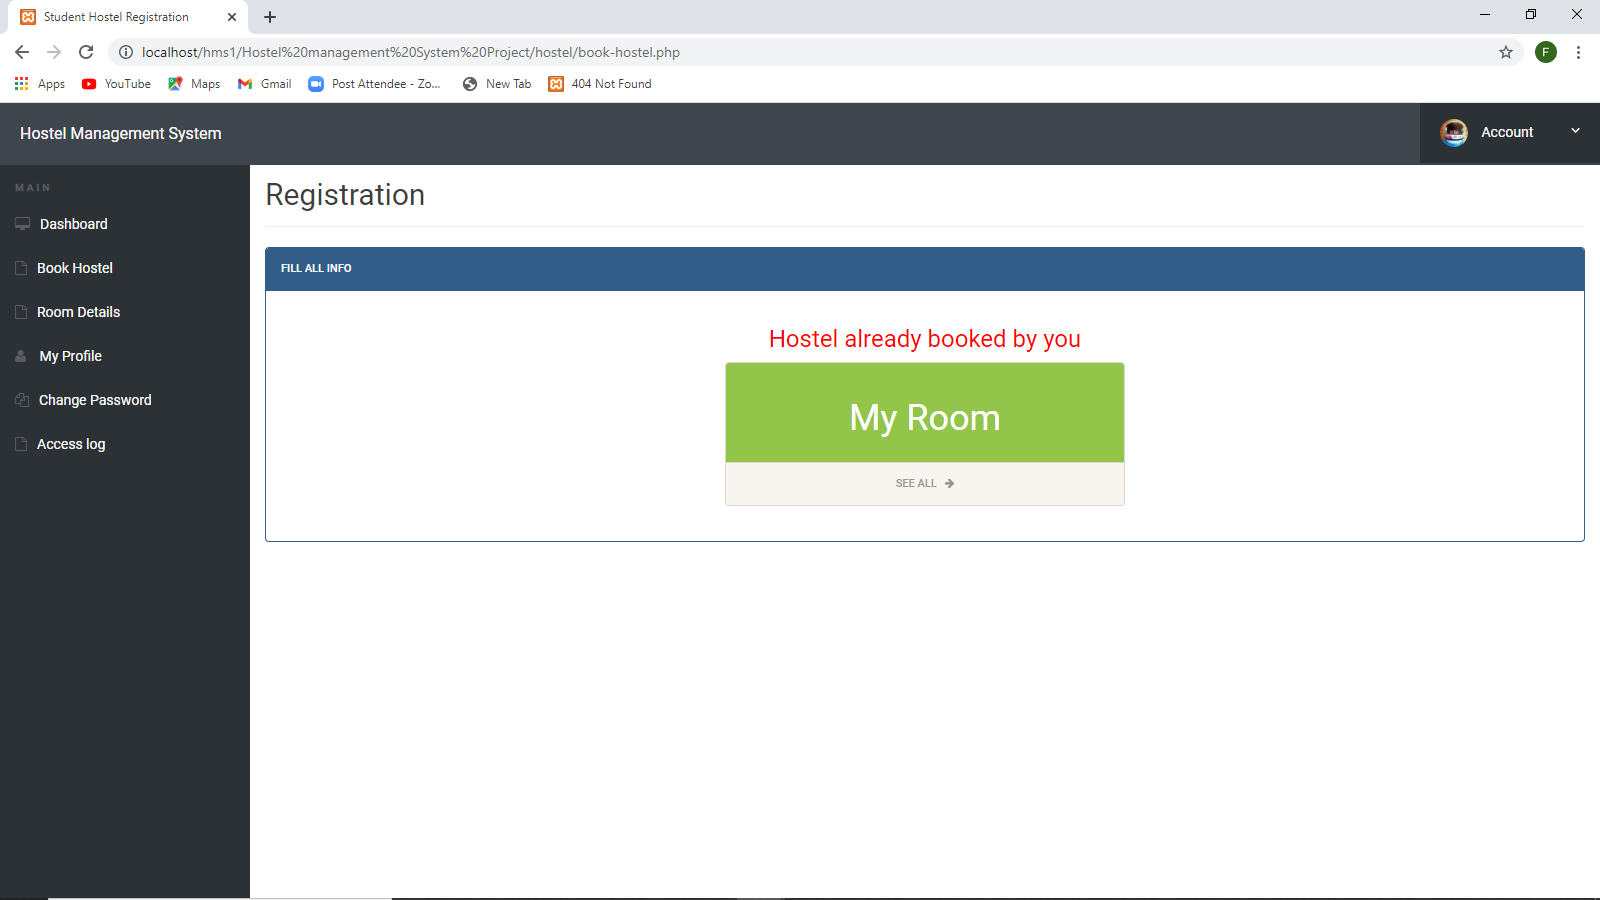 Student Hostel Registration
localhost/hms1/Hostel%20management%20System%20Project/hostel/book-hostel.php
F
Apps
YouTube
Maps
Gmail
Post Attendee - Zo...
New Tab
404 Not Found
Hostel Management System
Account
MAIN
Dashboard
Book Hostel
Room Details
My Profile
Change Password
Access log
Registration
FILL ALL INFO
Hostel already booked by you
My Room
SEE ALL